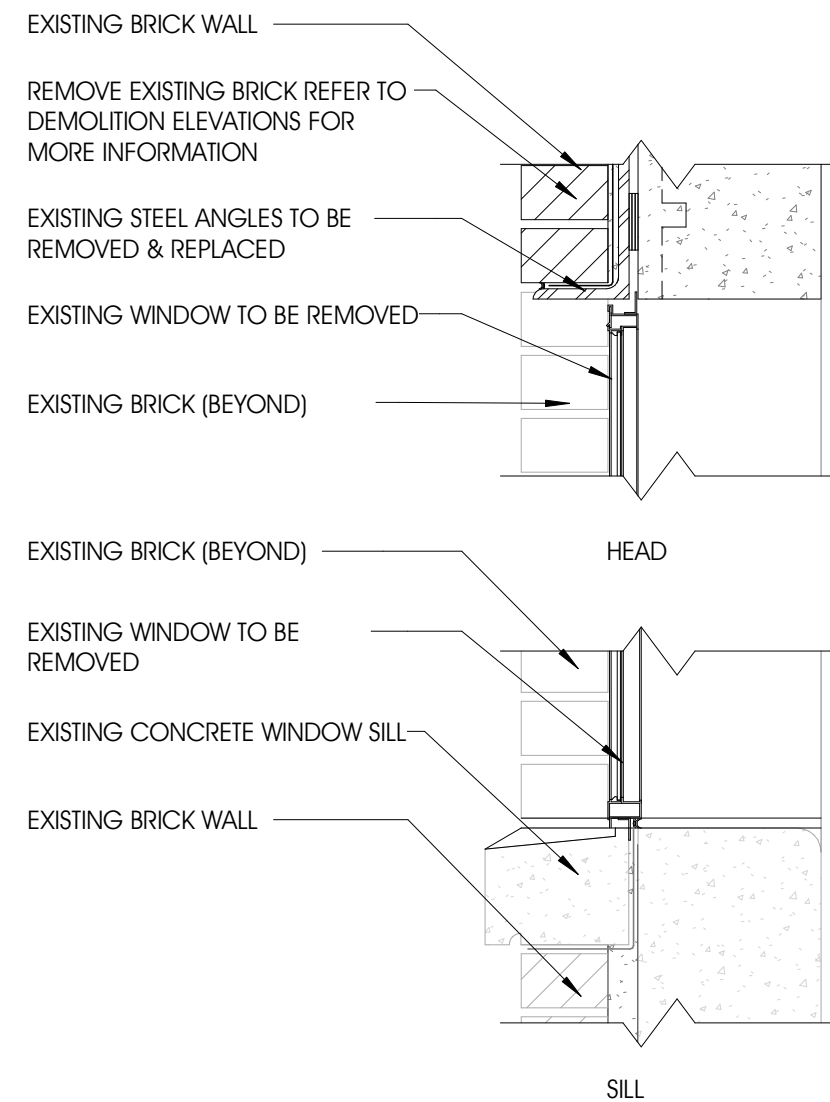 EXISTING BRICK WALL
REMOVE EXISTING BRICK REFER TO
DEMOLITION ELEVATIONS FOR
MORE INFORMATION
EXISTING STEEL ANGLES TO BE
REMOVED & REPLACED
EXISTING WINDOW TO BE REMOVED
EXISTING BRICK (BEYOND)
HEAD
EXISTING BRICK (BEYOND)
EXISTING WINDOW TO BE
REMOVED
EXISTING CONCRETE WINDOW SILL
EXISTING BRICK WALL
SILL